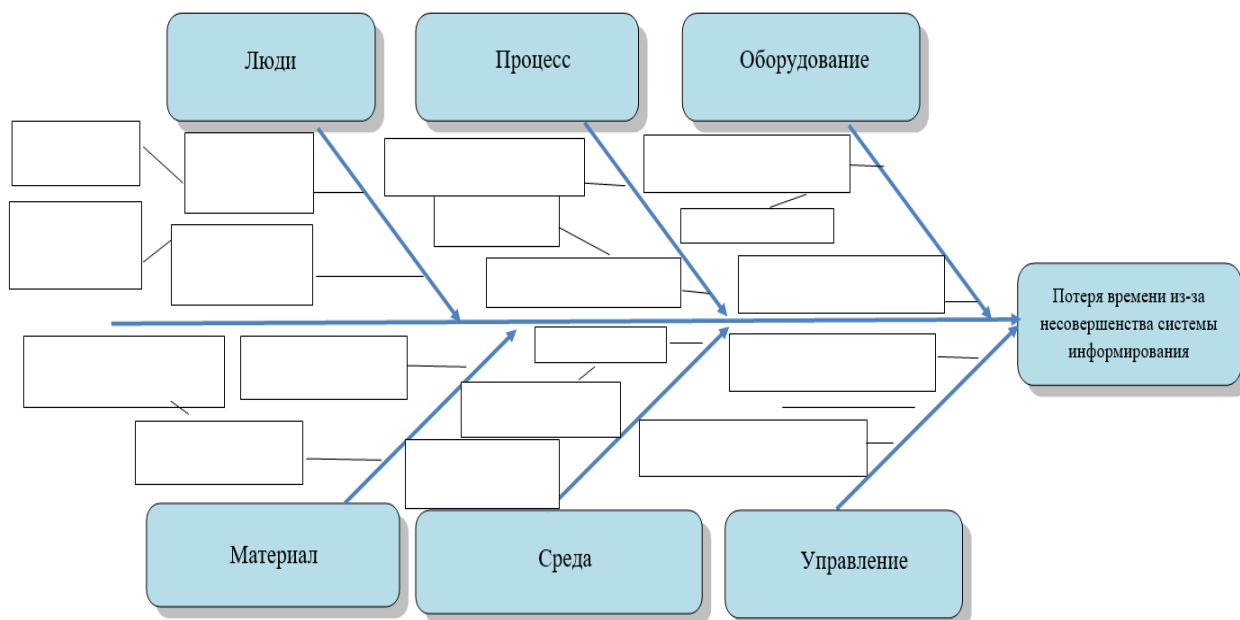 Люди
Процесс
Оборудование
Потеря времени из-за
несовершенства системы
информирования
Материал
Среда
Управление